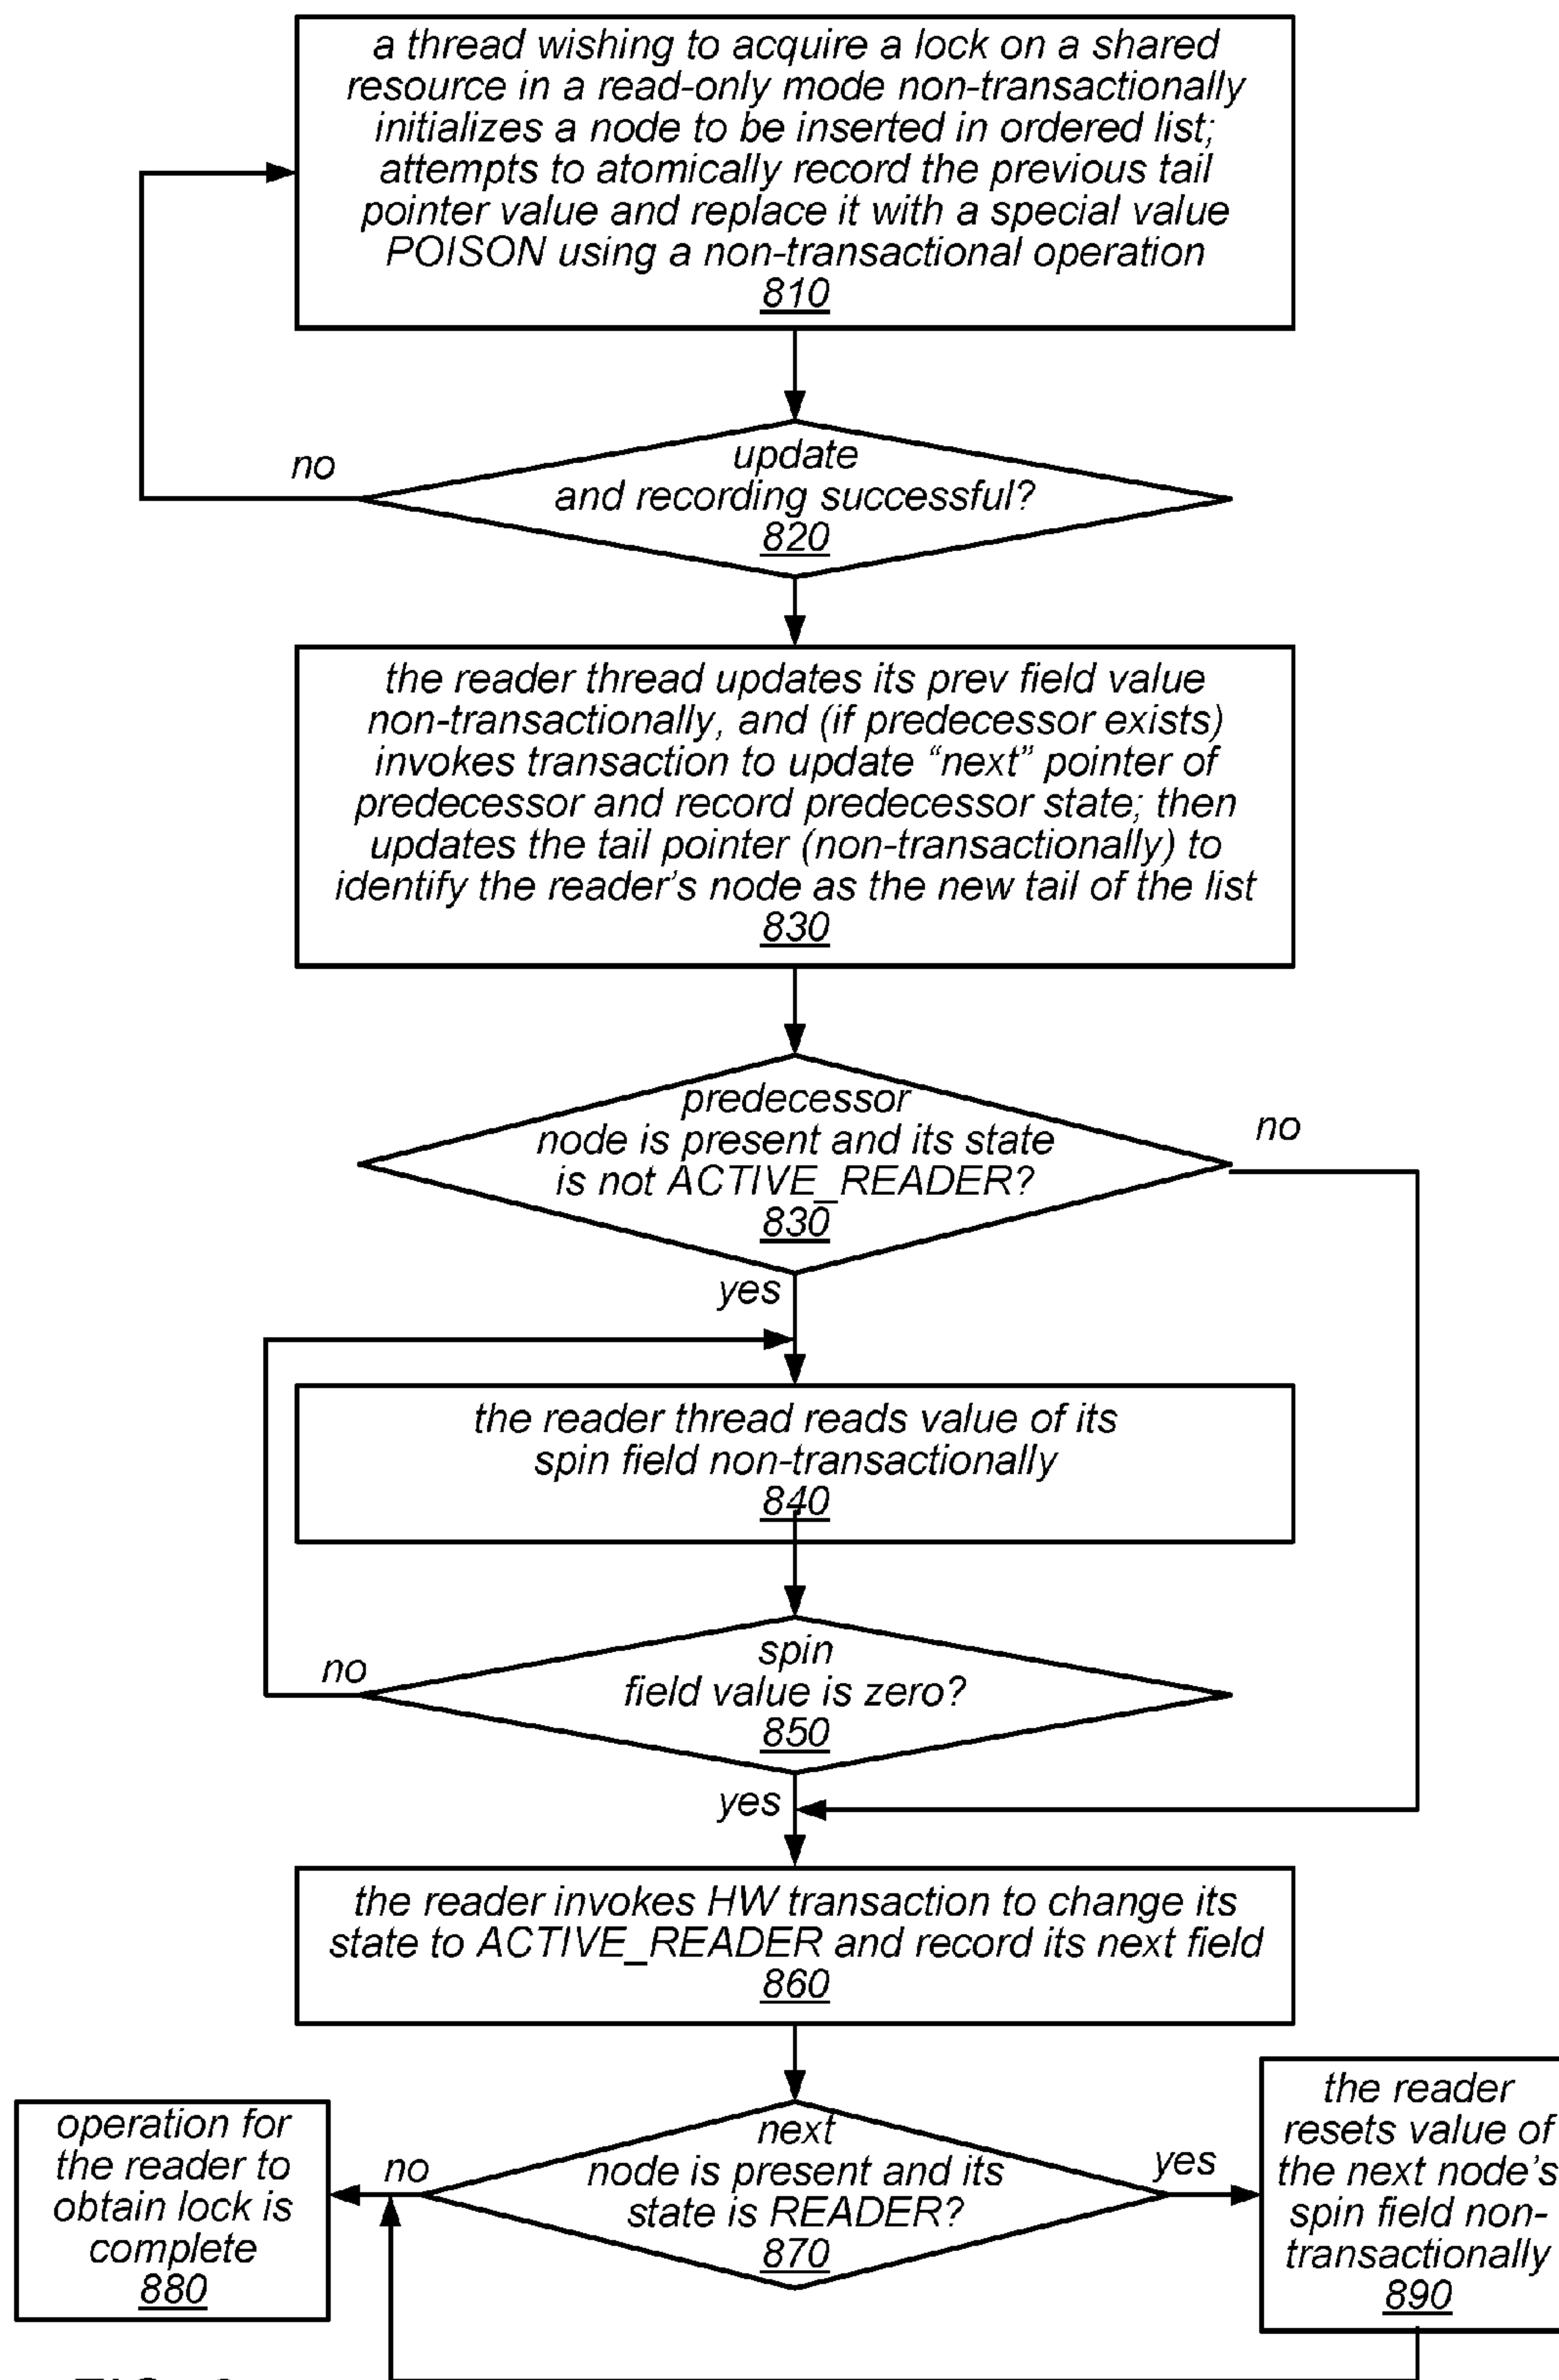 a thread wishing to acquire a lock on a shared
resource in a read-only mode non-transactionally
initializes a node to be inserted in ordered list;
attempts to atomically record the previous tail
pointer value and replace it with a special value
POISON using a non-transactional operation
810
no
update
and recording successful?
820
the reader thread updates its prev field value
non-transactionally, and (if predecessor exists)
invokes transaction to update “next” pointer of
predecessor and record predecessor state; then
updates the tail pointer (non-transactionally) to
identify the reader's node as the new tail of the list
830
predecessor
node is present and its state
is not ACTIVE_READER?
830
no
yes
the reader thread reads value of its
spin field non-transactionally
840
no
spin
field value is zero?
850
yes
the reader invokes HW transaction to change its
state to ACTIVE_READER and record its next field
860
operation for
the reader to
obtain lock is
complete
880
no
next
node is present and its
state is READER?
870
yes
the reader
resets value of
the next node's
spin field non-
transactionally
890